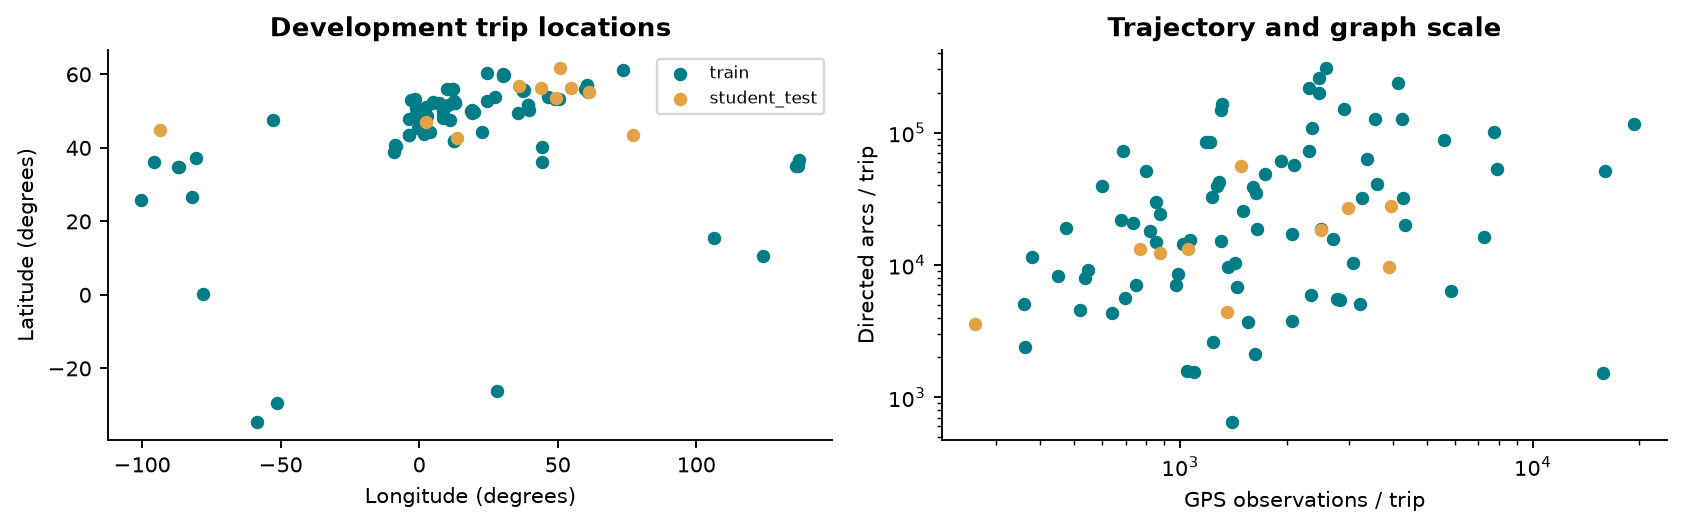 Development trip locations
train
student_test
60
40
20
0
−20
−100
−50
0
50
100
Latitude (degrees)
Longitude (degrees)
Trajectory and graph scale
10^5
10^4
10^3
10^3
10^4
Directed arcs / trip
GPS observations / trip